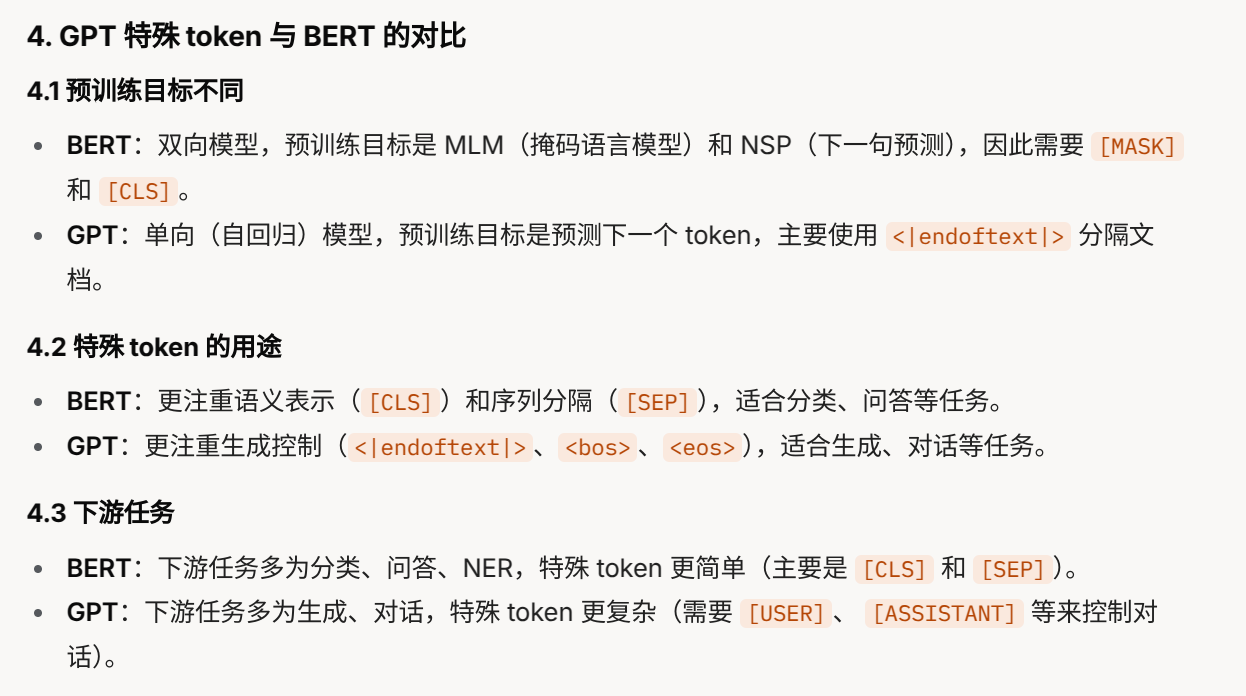 4. GPT 特殊 token 与 BERT 的对比
4.1 预训练目标不同
• BERT：双向模型，预训练目标是 MLM（掩码语言模型）和 NSP（下一句预测），因此需要 [MASK]
和 [CLS]。
• GPT：单向（自回归）模型，预训练目标是预测下一个 token，主要使用 <|endoftext|> 分隔文
档。
4.2 特殊 token 的用途
• BERT：更注重语义表示（[CLS]）和序列分隔（[SEP]），适合分类、问答等任务。
• GPT：更注重生成控制（<|endoftext|>、<bos>、<eos>），适合生成、对话等任务。
4.3 下游任务
• BERT：下游任务多为分类、问答、NER，特殊 token 更简单（主要是 [CLS] 和 [SEP]）。
• GPT：下游任务多为生成、对话，特殊 token 更复杂（需要 [USER]、 [ASSISTANT] 等来控制对
话）。